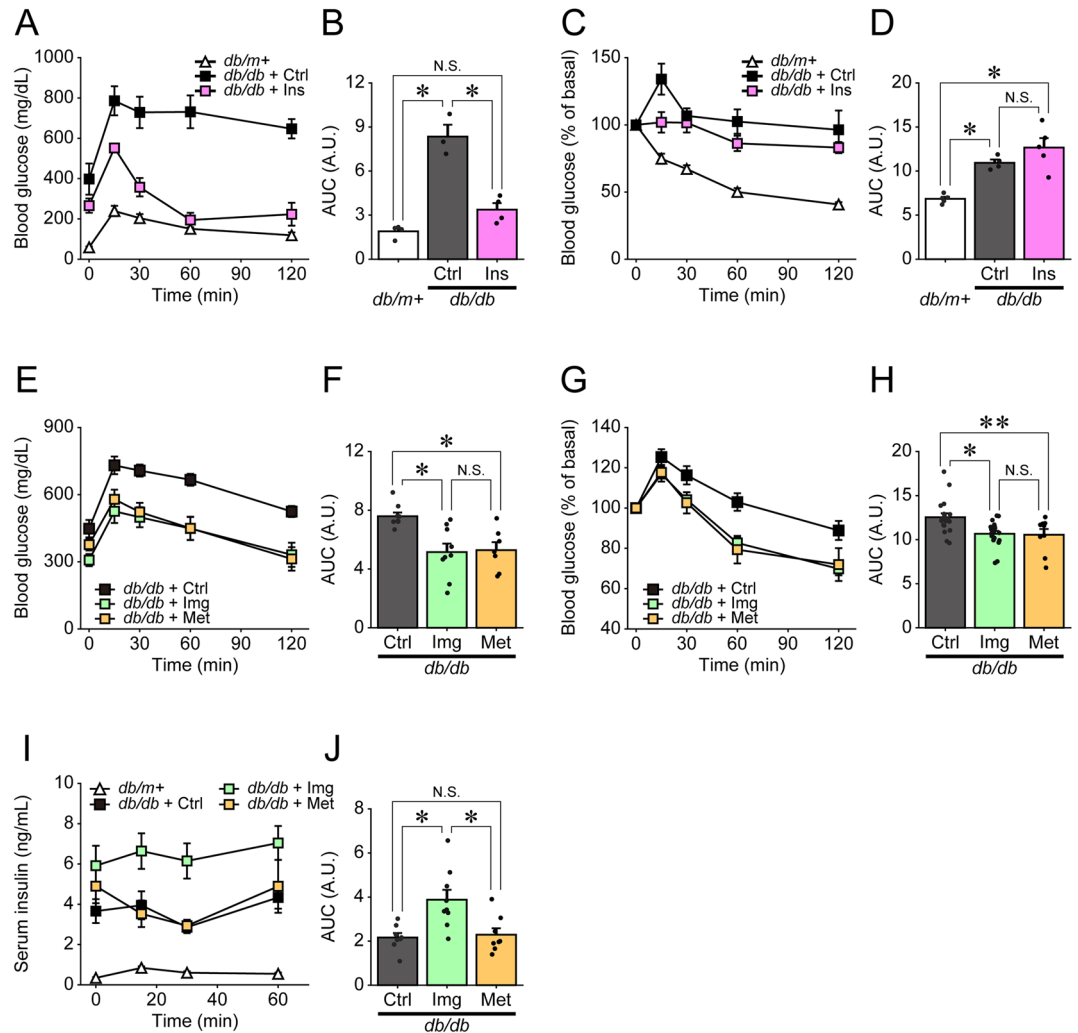 A
Blood glucose (mg/dL)
1000
800
600
400
200
0
0 30 60 90 120
Time (min)
db/m+
db/db + Ctrl
db/db + Ins
B
AUC (A.U.)
12
9
6
3
0
N.S.
* *
Ctrl Ins
db/m+ db/db
C
Blood glucose (% of basal)
150
100
50
0
0 30 60 90 120
Time (min)
db/m+
db/db + Ctrl
db/db + Ins
D
AUC (A.U.)
20
15
10
5
0
*
* N.S.
Ctrl Ins
db/m+ db/db
E
Blood glucose (mg/dL)
900
600
300
0
db/db + Ctrl
db/db + Img
db/db + Met
0 30 60 90 120
Time (min)
F
AUC (A.U.)
12
8
4
0
*
* N.S.
Ctrl Img Met
db/db
G
Blood glucose (% of basal)
140
120
100
80
60
40
db/db + Ctrl
db/db + Img
db/db + Met
0 30 60 90 120
Time (min)
H
AUC (A.U.)
20
15
10
5
0
**
* N.S.
Ctrl Img Met
db/db
I
Serum insulin (ng/mL)
10
8
6
4
2
0
db/m+ db/db + Img
db/db + Ctrl db/db + Met
0 20 40 60
Time (min)
J
AUC (A.U.)
8
6
4
2
0
N.S.
* *
Ctrl Img Met
db/db